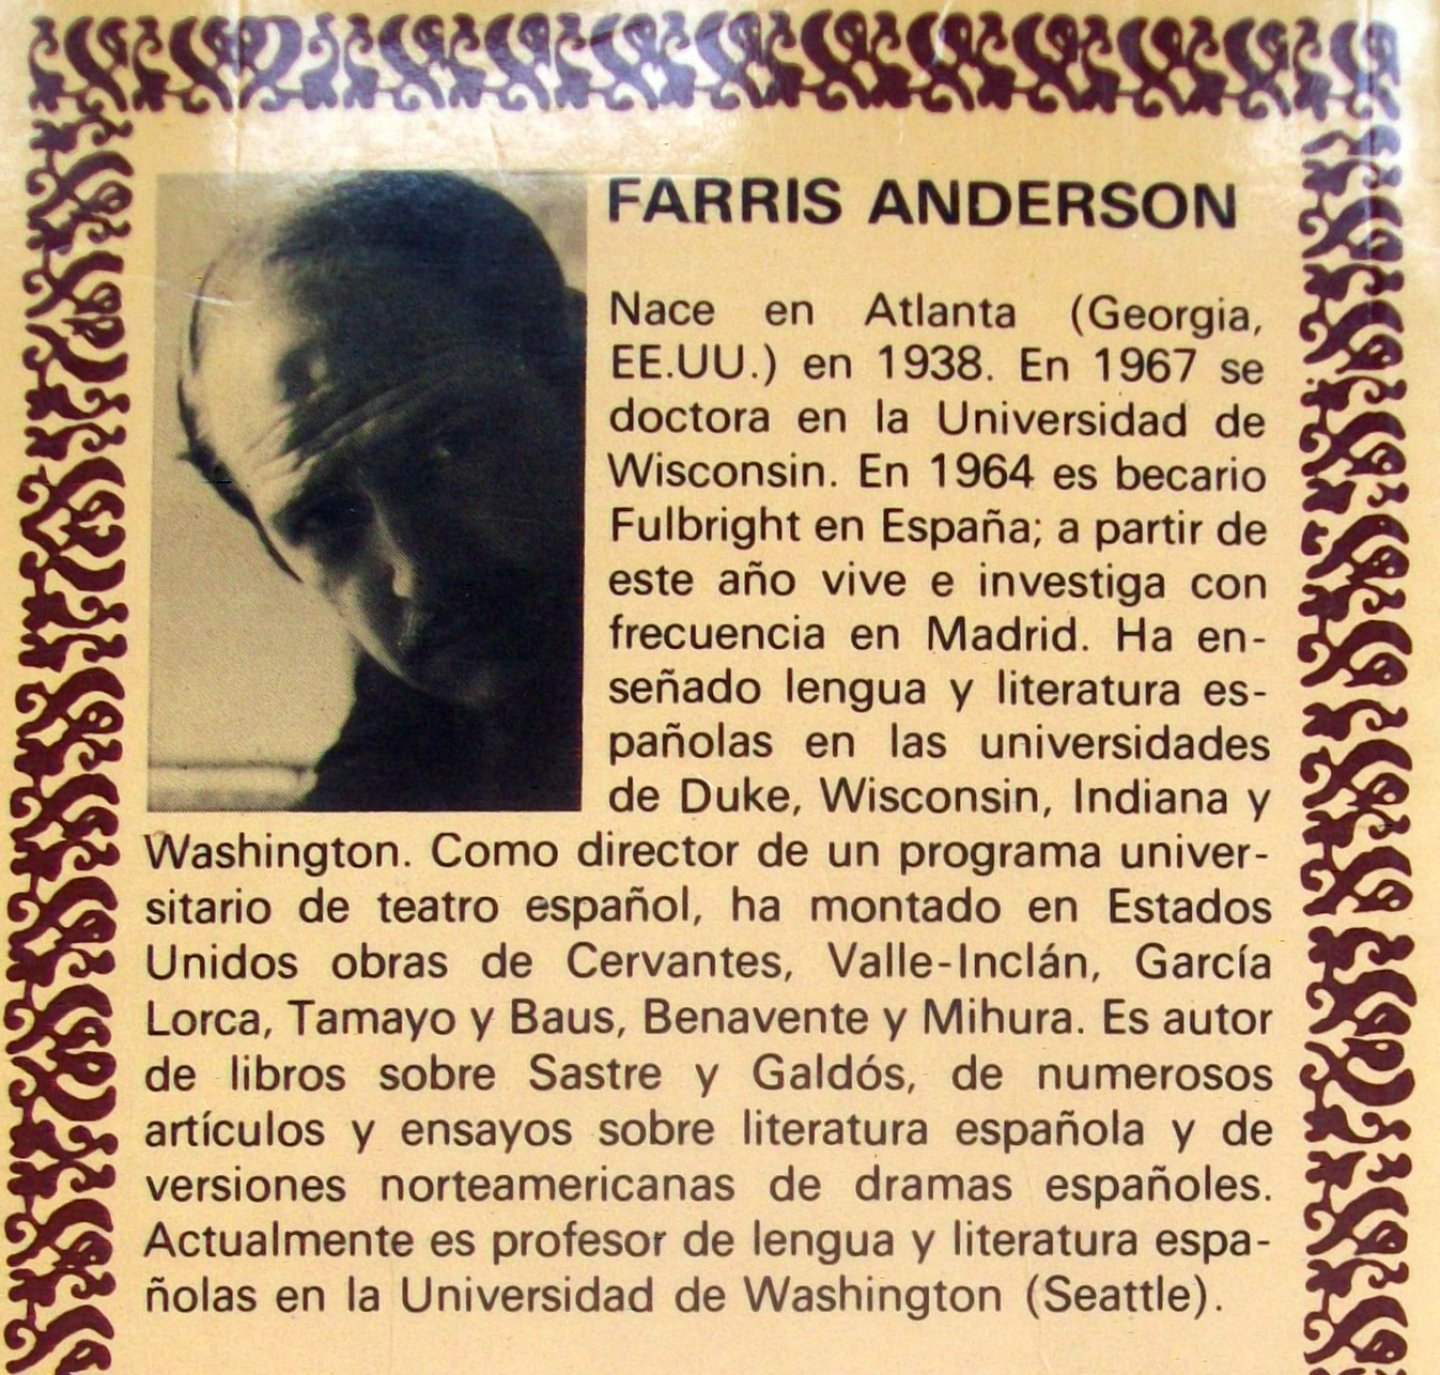 FARRIS ANDERSON
Nace en Atlanta (Georgia,
EE.UU.) en 1938. En 1967 se
doctora en la Universidad de
Wisconsin. En 1964 es becario
Fulbright en España; a partir de
este año vive e investiga con
frecuencia en Madrid. Ha en-
señado lengua y literatura es-
pañolas en las universidades
de Duke, Wisconsin, Indiana y
Washington. Como director de un programa univer-
sitario de teatro español, ha montado en Estados
Unidos obras de Cervantes, Valle-Inclán, García
Lorca, Tamayo y Baus, Benavente y Mihura. Es autor
de libros sobre Sastre y Galdós, de numerosos
artículos y ensayos sobre literatura española y de
versiones norteamericanas de dramas españoles.
Actualmente es profesor de lengua y literatura espa-
ñolas en la Universidad de Washington (Seattle).